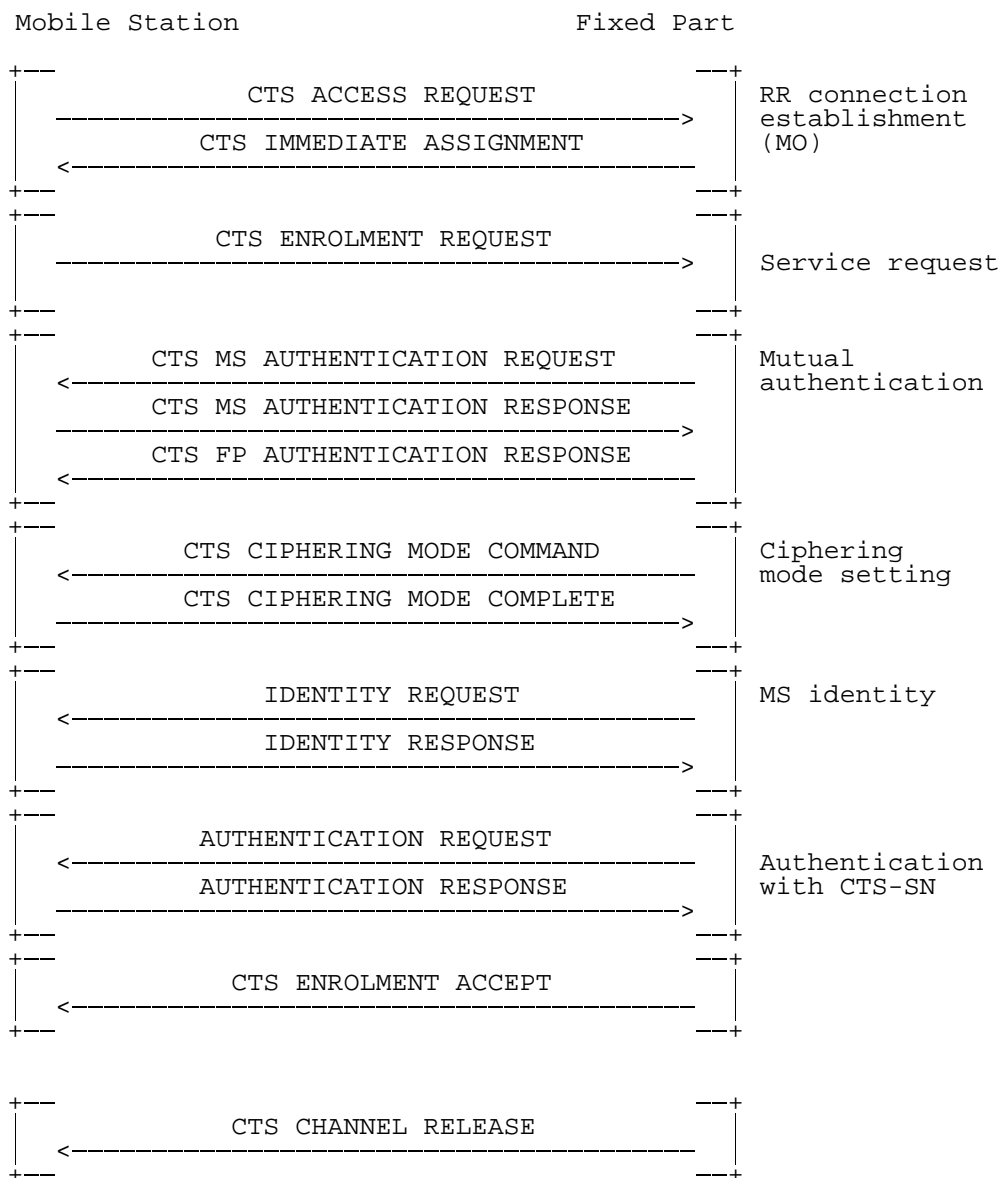 Mobile Station Fixed Part
CTS ACCESS REQUEST RR connection
establishment
CTS IMMEDIATE ASSIGNMENT (MO)
CTS ENROLMENT REQUEST
Service request
CTS MS AUTHENTICATION REQUEST Mutual
authentication
CTS MS AUTHENTICATION RESPONSE
CTS FP AUTHENTICATION RESPONSE
CTS CIPHERING MODE COMMAND Ciphering
mode setting
CTS CIPHERING MODE COMPLETE
IDENTITY REQUEST MS identity
IDENTITY RESPONSE
AUTHENTICATION REQUEST
Authentication
AUTHENTICATION RESPONSE with CTS-SN
CTS ENROLMENT ACCEPT
CTS CHANNEL RELEASE